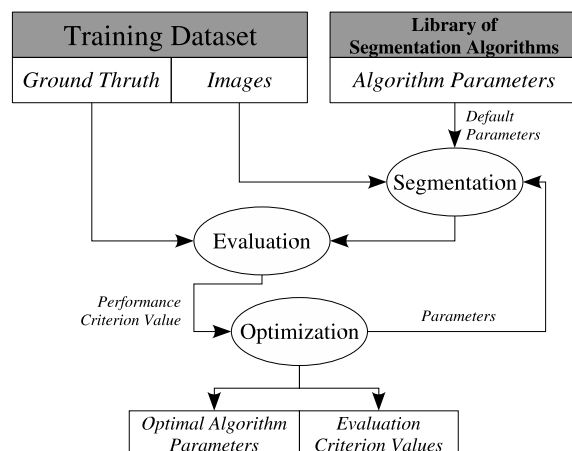 Training Dataset
Library of
Segmentation Algorithms
Ground Thruth
Images
Algorithm Parameters
Default
Parameters
Segmentation
Evaluation
Performance
Criterion Value
Optimization
Parameters
Optimal Algorithm
Parameters
Evaluation
Criterion Values